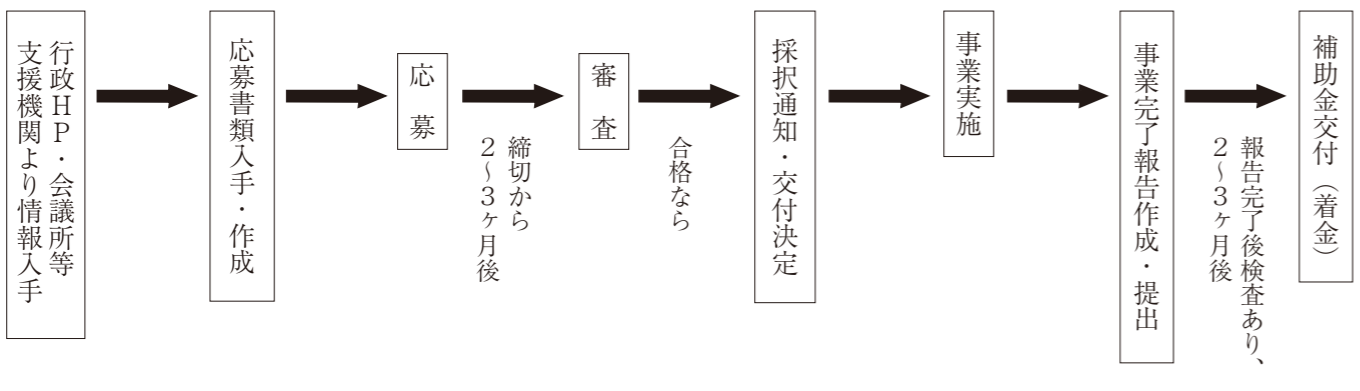 行政HP・会議所等
支援機関より情報入手
応募書類入手・作成
応募
締切から
2~3ヶ月後
審査
合格なら
採択通知・交付決定
事業実施
事業完了報告作成・提出
報告完了後検査あり、
2~3ヶ月後
補助金交付(着金)